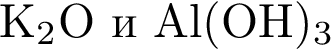 K₂O и Al(OH)₃